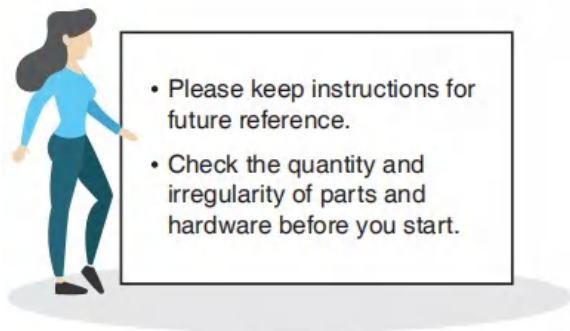 • Please keep instructions for
future reference.
• Check the quantity and
irregularity of parts and
hardware before you start.